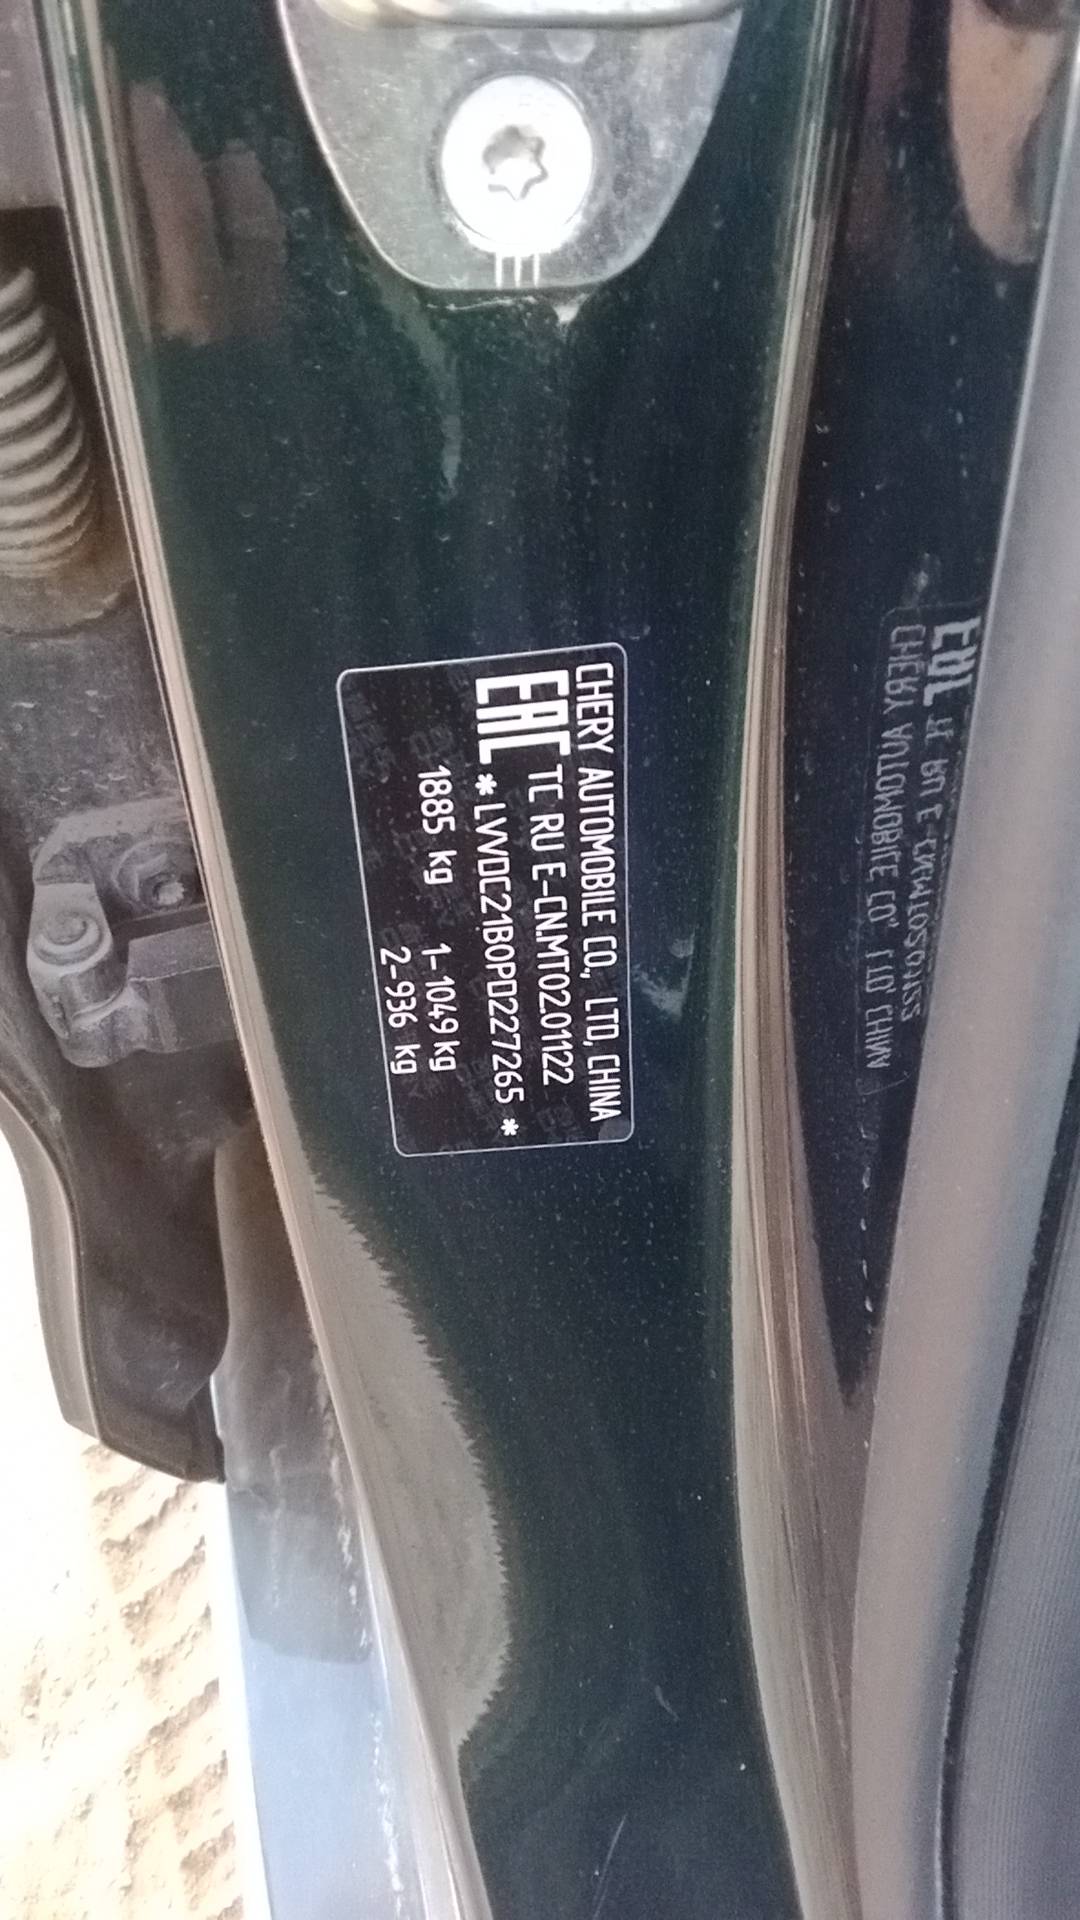 CHERY AUTOMOBILE CO., LTD, CHINA
EAC TC RU E-CN.MT02.01122
*LVVDC21B0PD227265*
1885 kg 1-1049 kg
2-936 kg